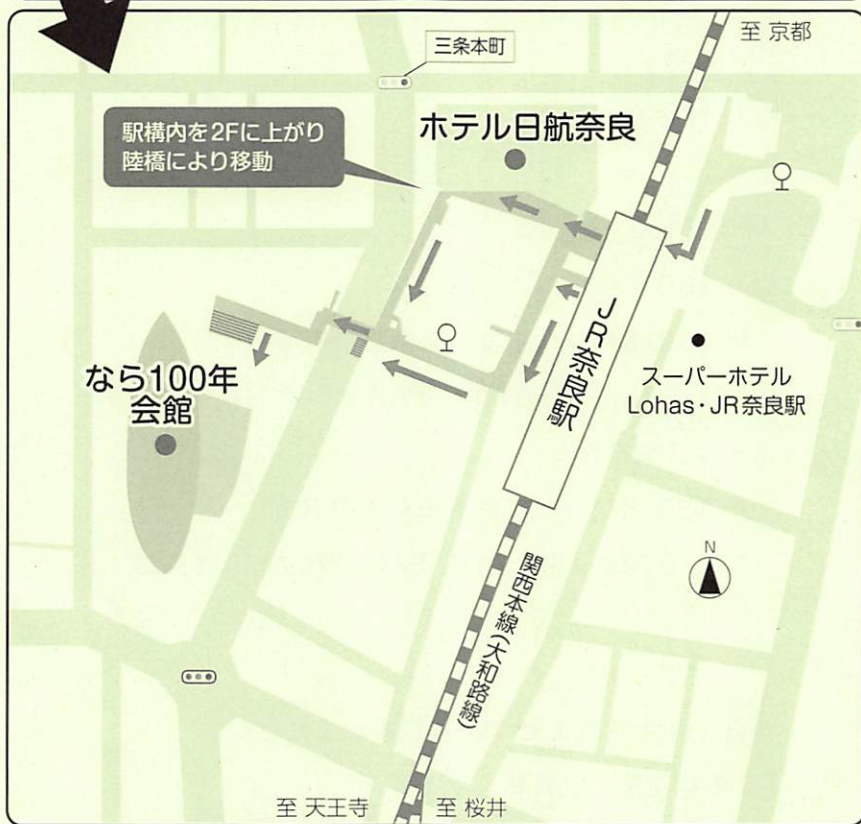 至 京都
三条本町
駅構内を2Fに上がり
陸橋により移動
ホテル日航奈良
JR奈良駅
なら100年
会館
スーパーホテル
Lohas・JR奈良駅
N
関西本線(大和路線)
至 天王寺
至 桜井